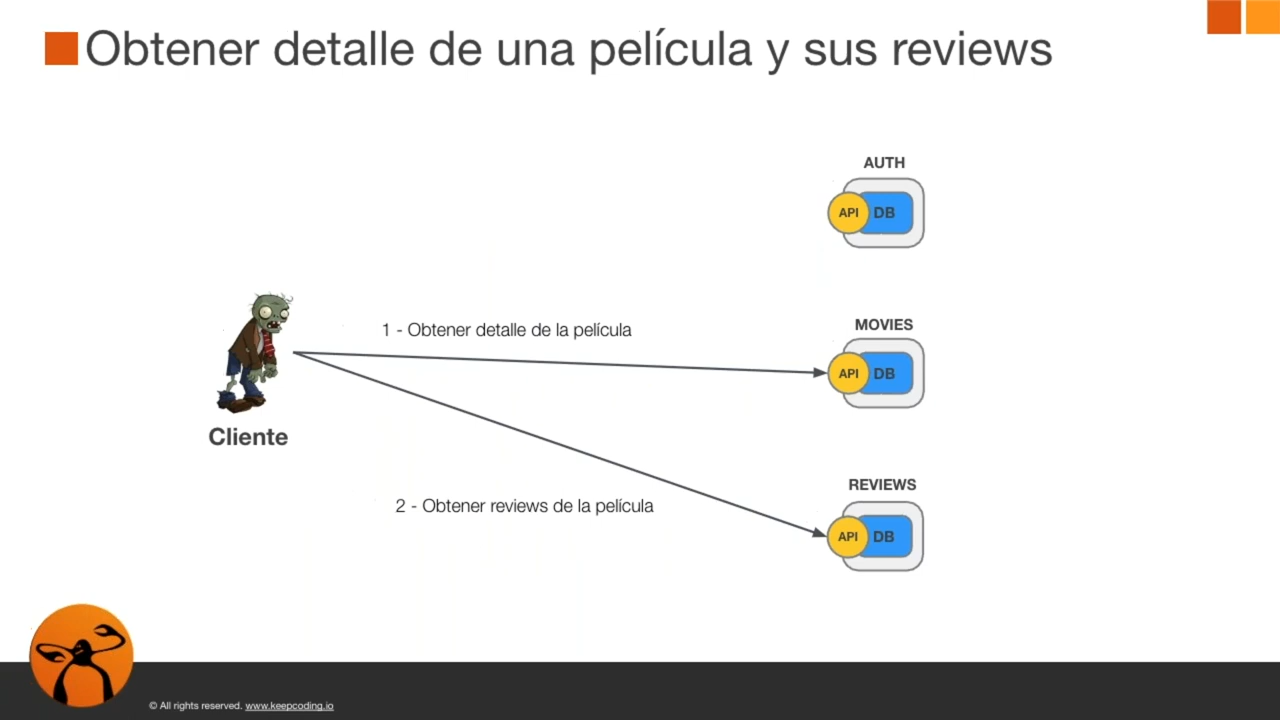 Obtener detalle de una película y sus reviews
AUTH
API DB
1 - Obtener detalle de la película
MOVIES
API DB
Cliente
REVIEWS
2 - Obtener reviews de la película
API DB
© All rights reserved. www.keepcoding.io